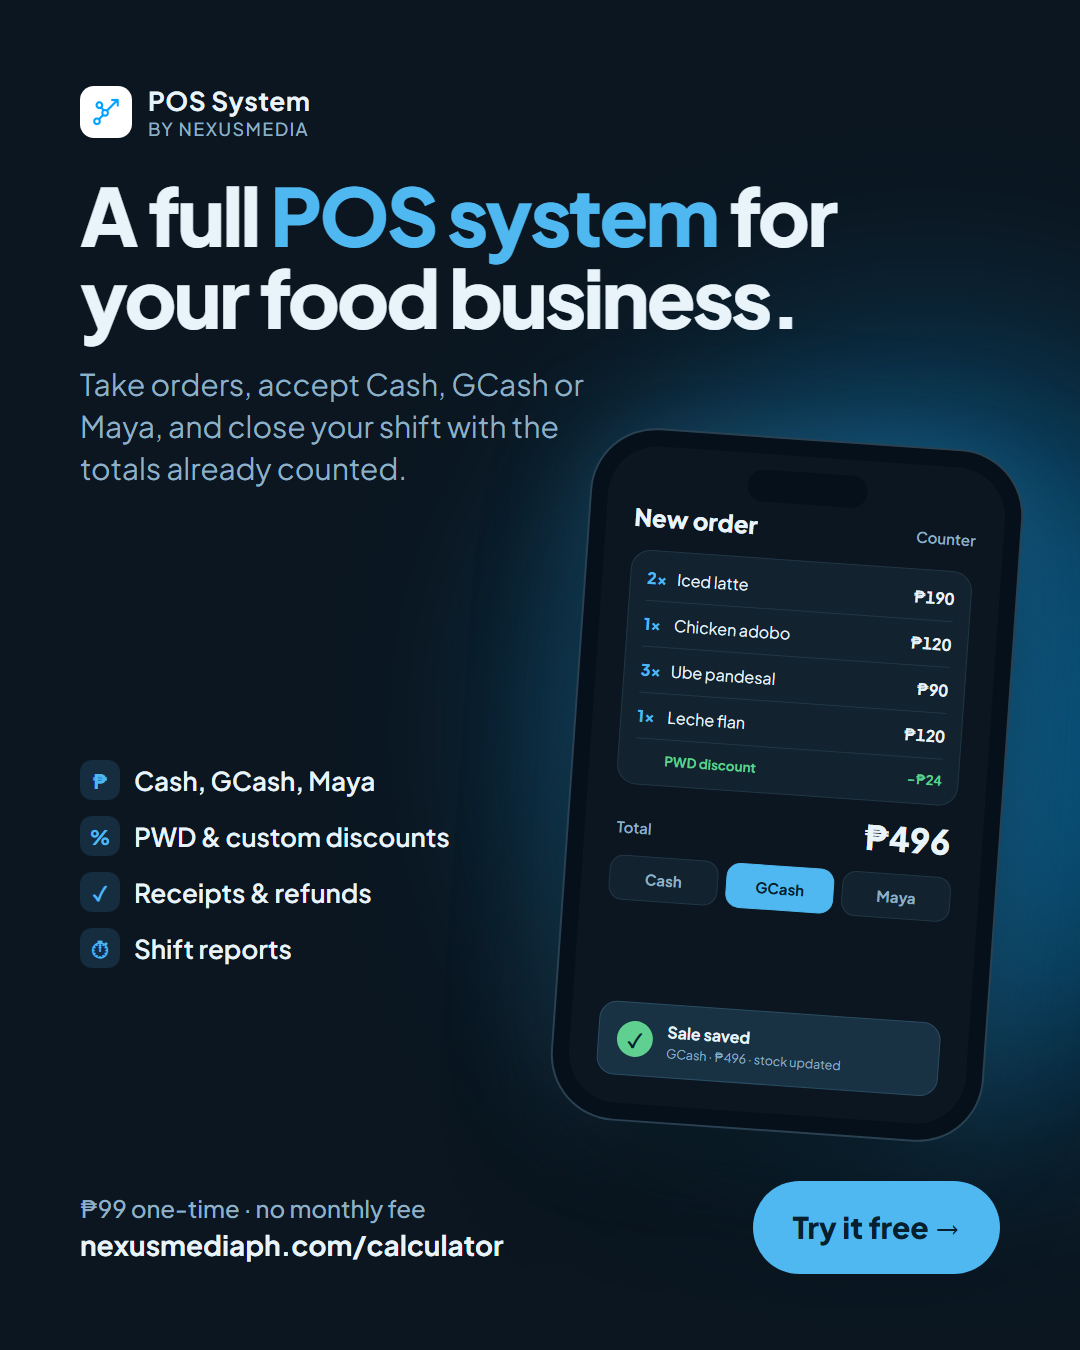 POS System
BY NEXUSMEDIA
A full POS system for
your food business.
Take orders, accept Cash, GCash or
Maya, and close your shift with the
totals already counted.
New order
Counter
2× Iced latte ₱190
1× Chicken adobo ₱120
3× Ube pandesal ₱90
1× Leche flan ₱120
PWD discount −₱24
Total ₱496
Cash GCash Maya
✓ Sale saved
GCash · ₱496 · stock updated
₱ Cash, GCash, Maya
% PWD & custom discounts
✓ Receipts & refunds
⏱ Shift reports
₱99 one-time · no monthly fee
nexusmediaph.com/calculator
Try it free →